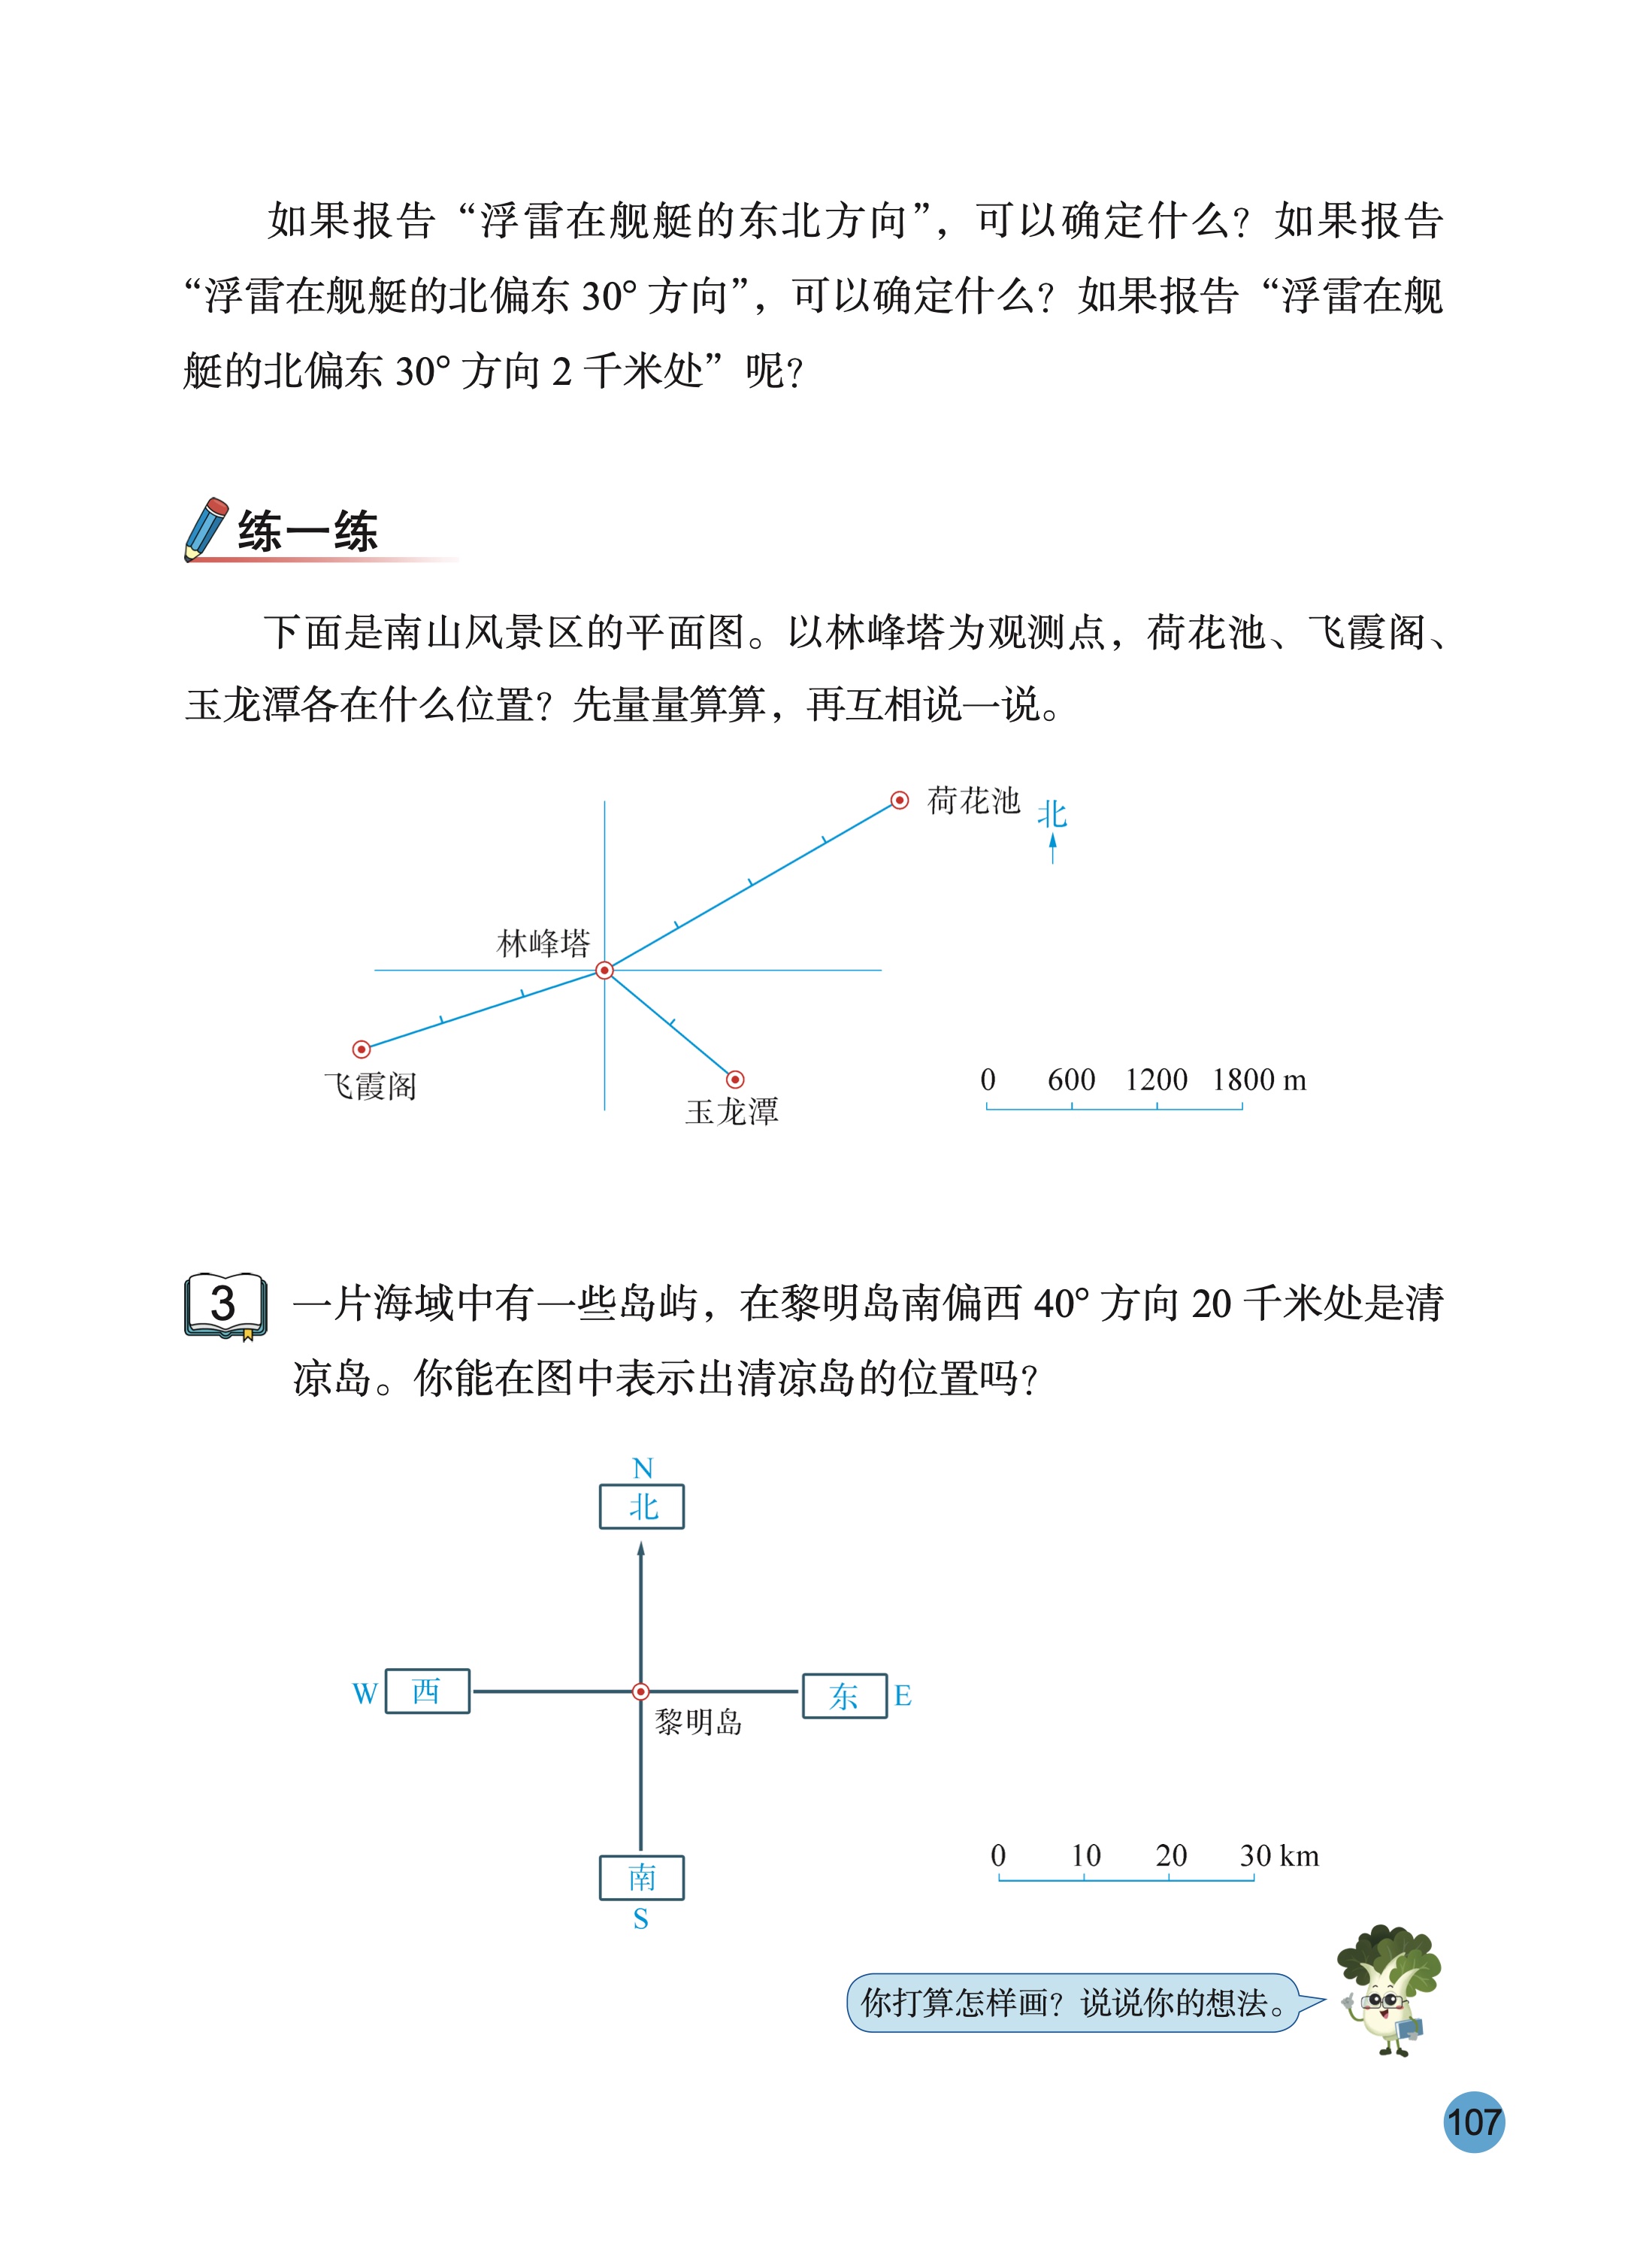 如果报告“浮雷在舰艇的东北方向”，可以确定什么？如果报告
“浮雷在舰艇的北偏东 30° 方向”，可以确定什么？如果报告“浮雷在舰
艇的北偏东 30° 方向 2 千米处”呢？
练一练
下面是南山风景区的平面图。以林峰塔为观测点，荷花池、飞霞阁、
玉龙潭各在什么位置？先量量算算，再互相说一说。
荷花池
北
林峰塔
飞霞阁
玉龙潭
0 600 1200 1800 m
3 一片海域中有一些岛屿，在黎明岛南偏西 40° 方向 20 千米处是清
凉岛。你能在图中表示出清凉岛的位置吗？
N
北
W 西
东 E
黎明岛
南
S
0 10 20 30 km
你打算怎样画？说说你的想法。
107